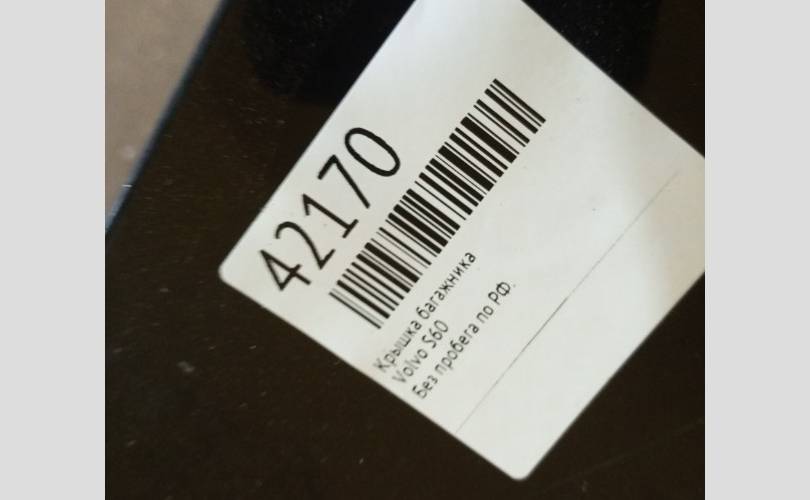 42170
Крышка багажника
Volvo S60
Без пробега по РФ.